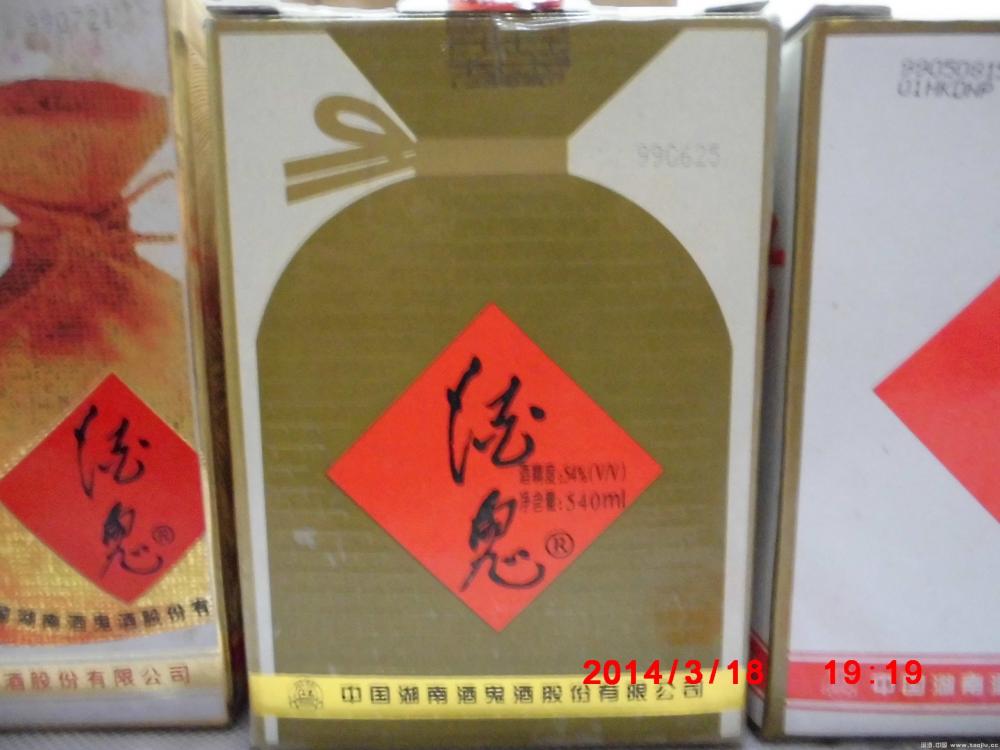 990721
酒
鬼®
湖南酒鬼酒股份有
酒股份有限公司
990625
酒
鬼®
酒精度:54%(V/V)
净含量:540ml
中国湖南酒鬼酒股份有限公司
99050815
01HKDNP
中国湖南酒
2014/3/18 19:19